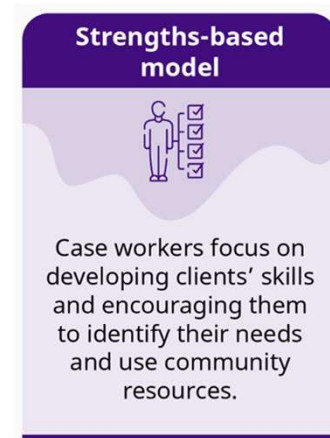 Strengths-based
model
Case workers focus on
developing clients’ skills
and encouraging them
to identify their needs
and use community
resources.